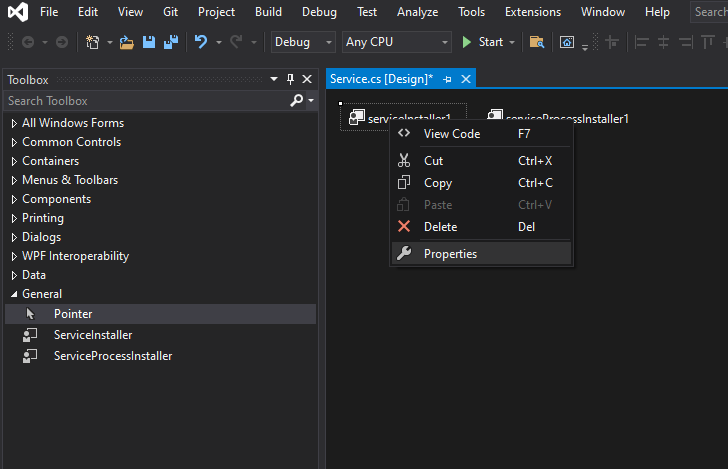 File Edit View Git Project Build Debug Test Analyze Tools Extensions Window Help Search
Debug Any CPU Start
Toolbox
Service.cs [Design]*
Search Toolbox
All Windows Forms
Common Controls
Containers
Menus & Toolbars
Components
Printing
Dialogs
WPF Interoperability
Data
General
Pointer
ServiceInstaller
ServiceProcessInstaller
serviceInstaller1 serviceProcessInstaller1
View Code F7
Cut Ctrl+X
Copy Ctrl+C
Paste Ctrl+V
Delete Del
Properties